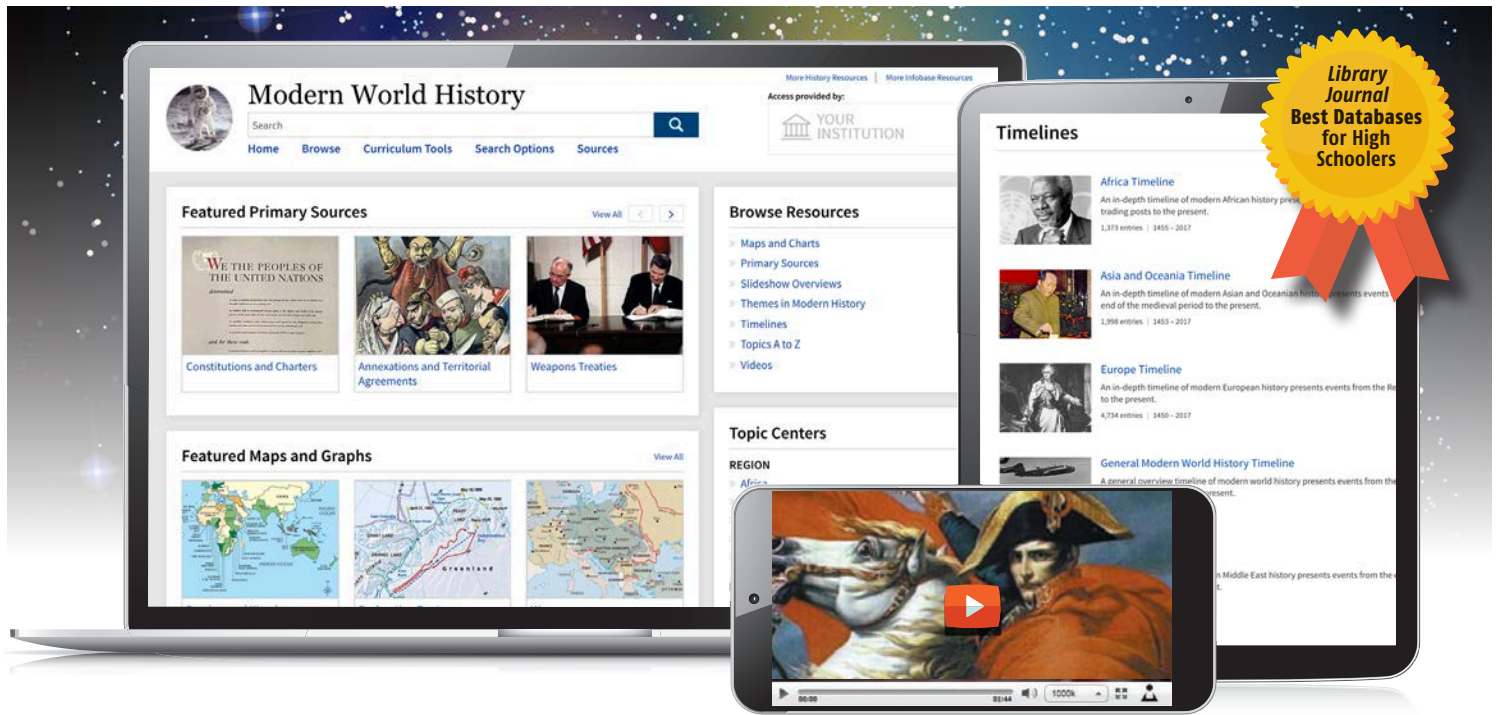 More History Resources | More Infobase Resources
Modern World History
Access provided by:
Search
YOUR
INSTITUTION
Home Browse Curriculum Tools Search Options Sources
Featured Primary Sources
View All
WE THE PEOPLES OF
THE UNITED NATIONS
determined
and for these ends
Constitutions and Charters
Annexations and Territorial
Agreements
Weapons Treaties
Browse Resources
» Maps and Charts
» Primary Sources
» Slideshow Overviews
» Themes in Modern History
» Timelines
» Topics A to Z
» Videos
Featured Maps and Graphs
View All
Greenland
Topic Centers
REGION
» Africa
Timelines
Africa Timeline
An in-depth timeline of modern African history
trading posts to the present.
1,373 entries | 1455 – 2017
Asia and Oceania Timeline
An in-depth timeline of modern Asian and Oceanian history presents events
end of the medieval period to the present.
1,998 entries | 1453 – 2017
Europe Timeline
An in-depth timeline of modern European history presents events from the
to the present.
4,734 entries | 1450 – 2017
General Modern World History Timeline
A general overview timeline of modern world history presents events from the
present.
Middle East history presents events from the
Library
Journal
Best Databases
for High
Schoolers
00:00 01:44 1000k